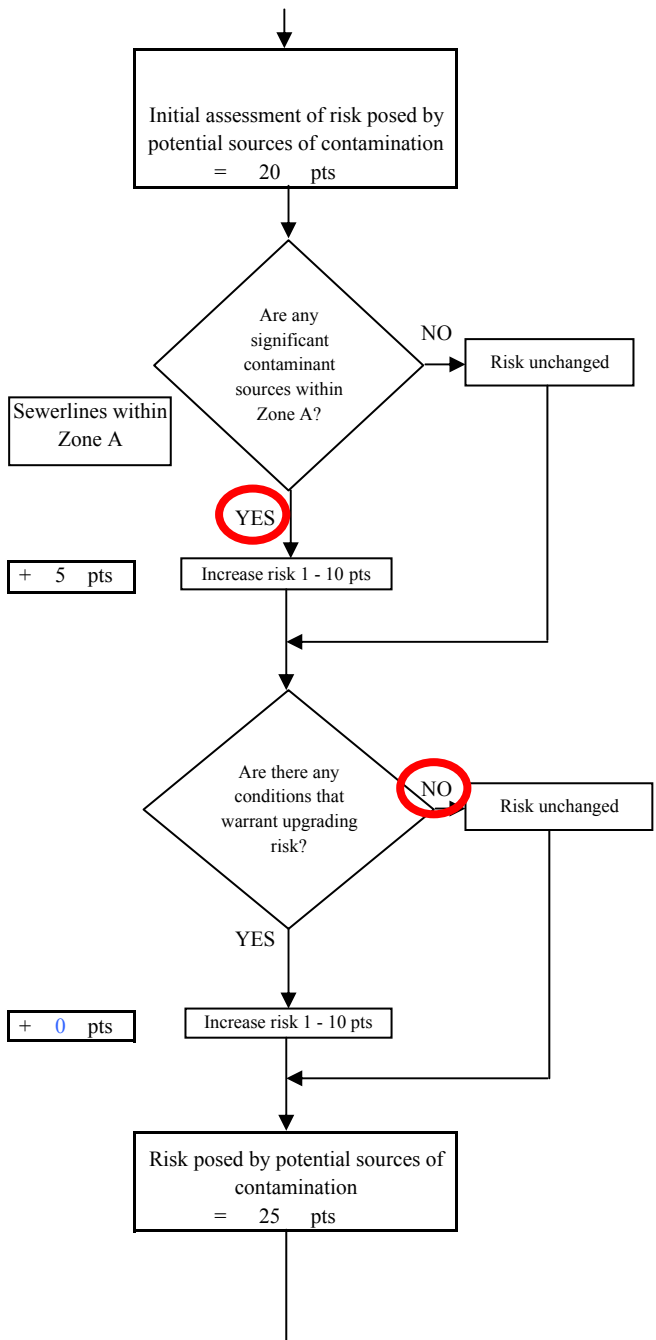 Initial assessment of risk posed by
potential sources of contamination
= 20 pts
Are any
significant
contaminant
sources within
Zone A?
NO
Risk unchanged
Sewerlines within
Zone A
YES
+ 5 pts
Increase risk 1 - 10 pts
Are there any
conditions that
warrant upgrading
risk?
NO
Risk unchanged
YES
+ 0 pts
Increase risk 1 - 10 pts
Risk posed by potential sources of
contamination
= 25 pts